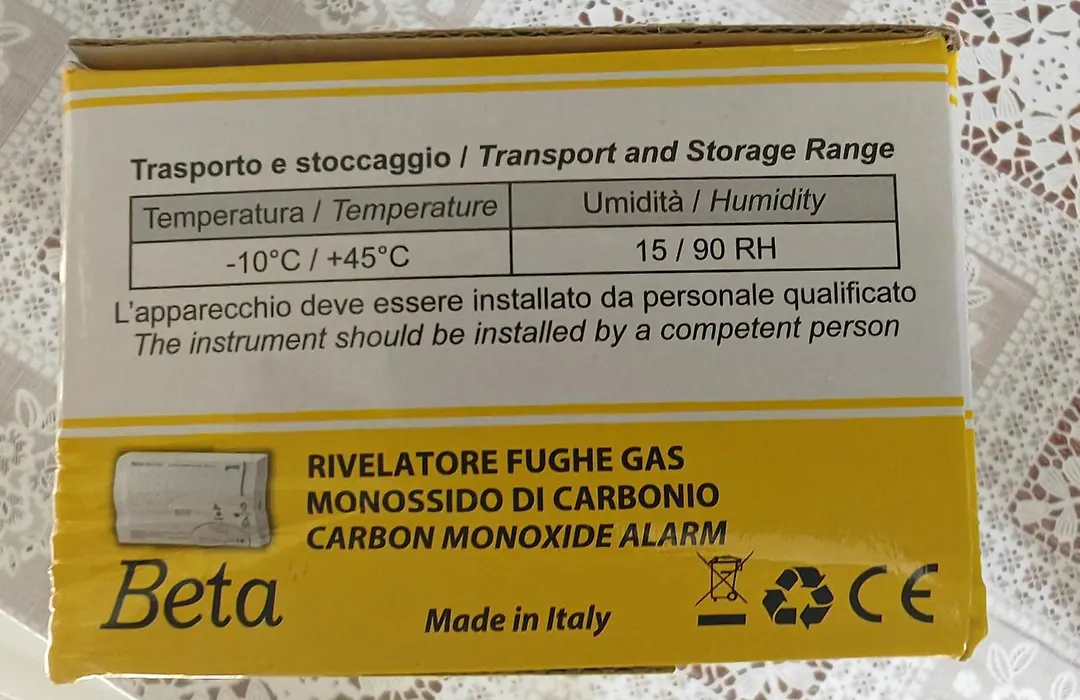 Trasporto e stoccaggio / Transport and Storage Range
Temperatura / Temperature Umidità / Humidity
-10°C / +45°C 15 / 90 RH
L'apparecchio deve essere installato da personale qualificato
The instrument should be installed by a competent person
RIVELATORE FUGHE GAS
MONOSSIDO DI CARBONIO
CARBON MONOXIDE ALARM
Beta
Made in Italy
CE